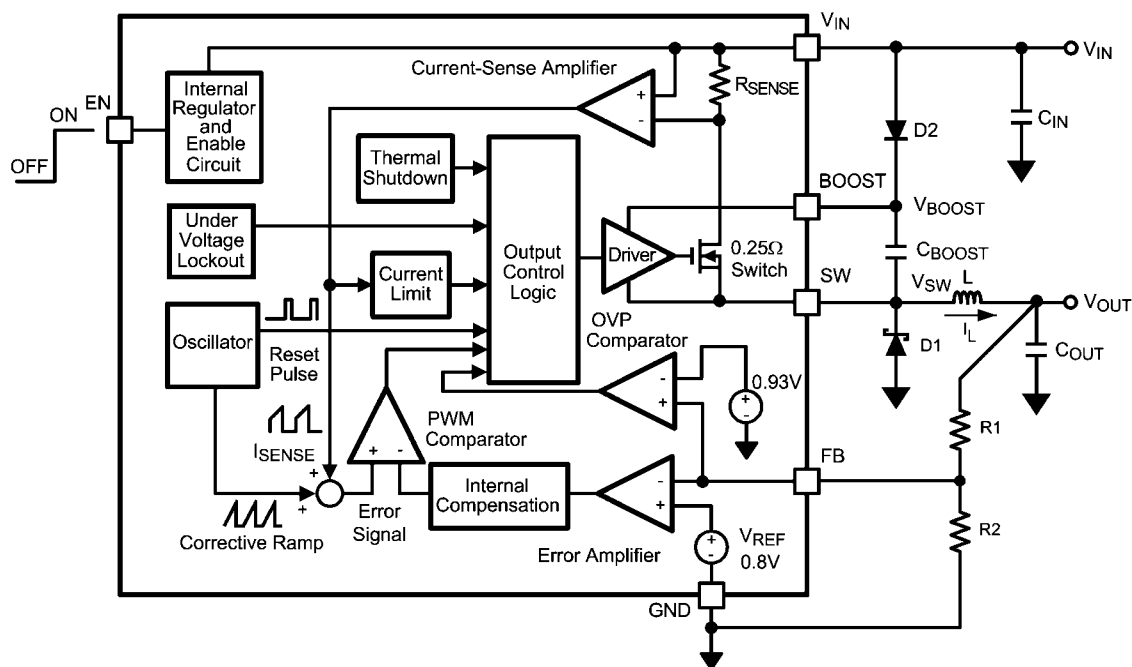 VIN
VIN
Current-Sense Amplifier
RSENSE
+
-
EN
ON
OFF
Internal
Regulator
and
Enable
Circuit
D2
CIN
Thermal
Shutdown
BOOST
VBOOST
Under
Voltage
Lockout
Output
Control
Logic
Driver
0.25Ω
Switch
CBOOST
Current
Limit
SW
VSW
L
VOUT
IL
OVP
Comparator
D1
COUT
Oscillator
Reset
Pulse
-
+
+
-
0.93V
PWM
Comparator
R1
ISENSE
+
-
FB
+
+
Internal
Compensation
-
+
Error
Signal
Corrective Ramp
Error Amplifier
+
-
VREF
0.8V
R2
GND